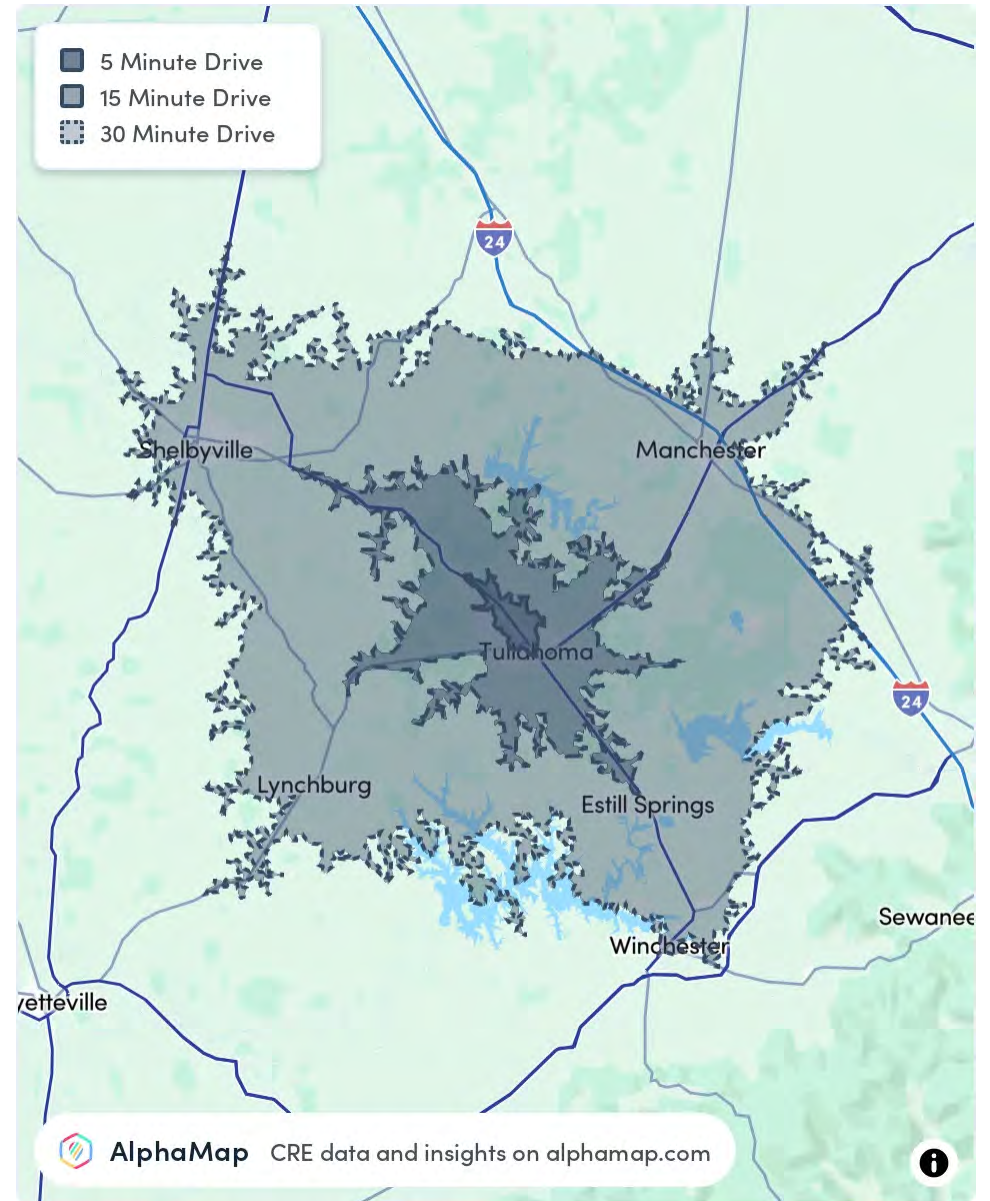 5 Minute Drive
15 Minute Drive
30 Minute Drive
24
Shelbyville
Manchester
Tullahoma
24
Lynchburg
Estill Springs
Sewanee
Winchester
yetteville
AlphaMap CRE data and insights on alphamap.com
i